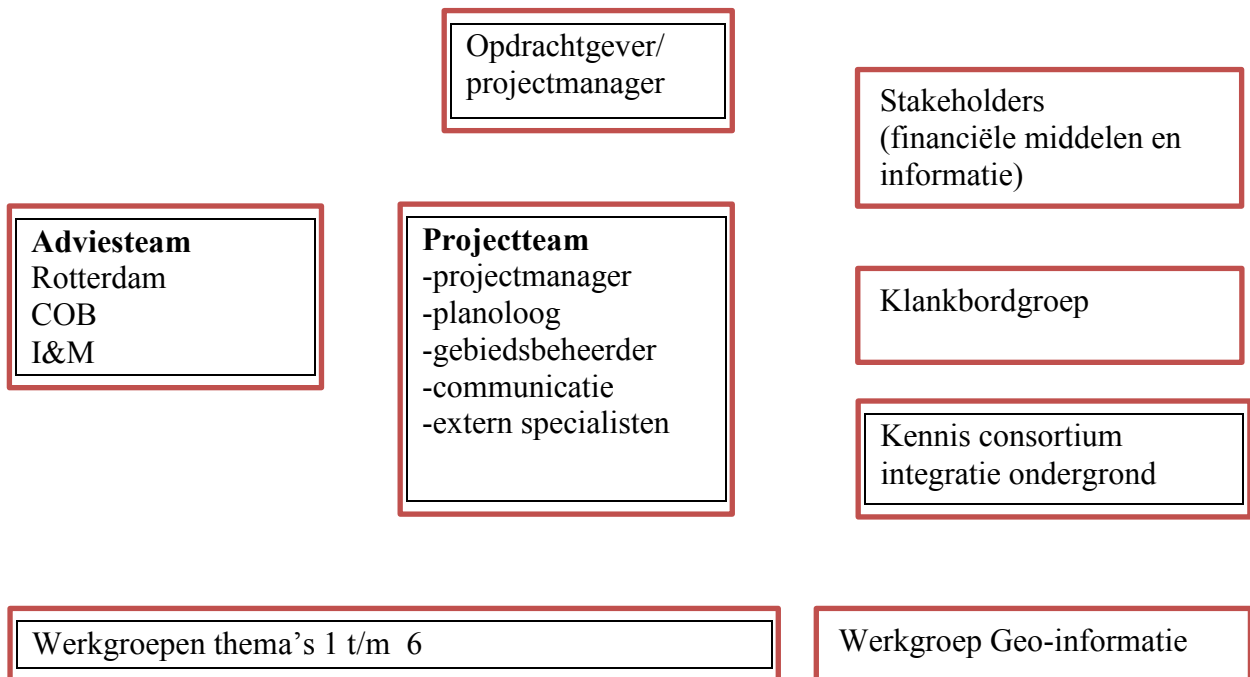 Opdrachtgever/
projectmanager
Stakeholders
(financiële middelen en
informatie)
Adviesteam
Rotterdam
COB
I&M
Projectteam
-projectmanager
-planoloog
-gebiedsbeheerder
-communicatie
-extern specialisten
Klankbordgroep
Kennis consortium
integratie ondergrond
Werkgroepen thema’s 1 t/m 6
Werkgroep Geo-informatie